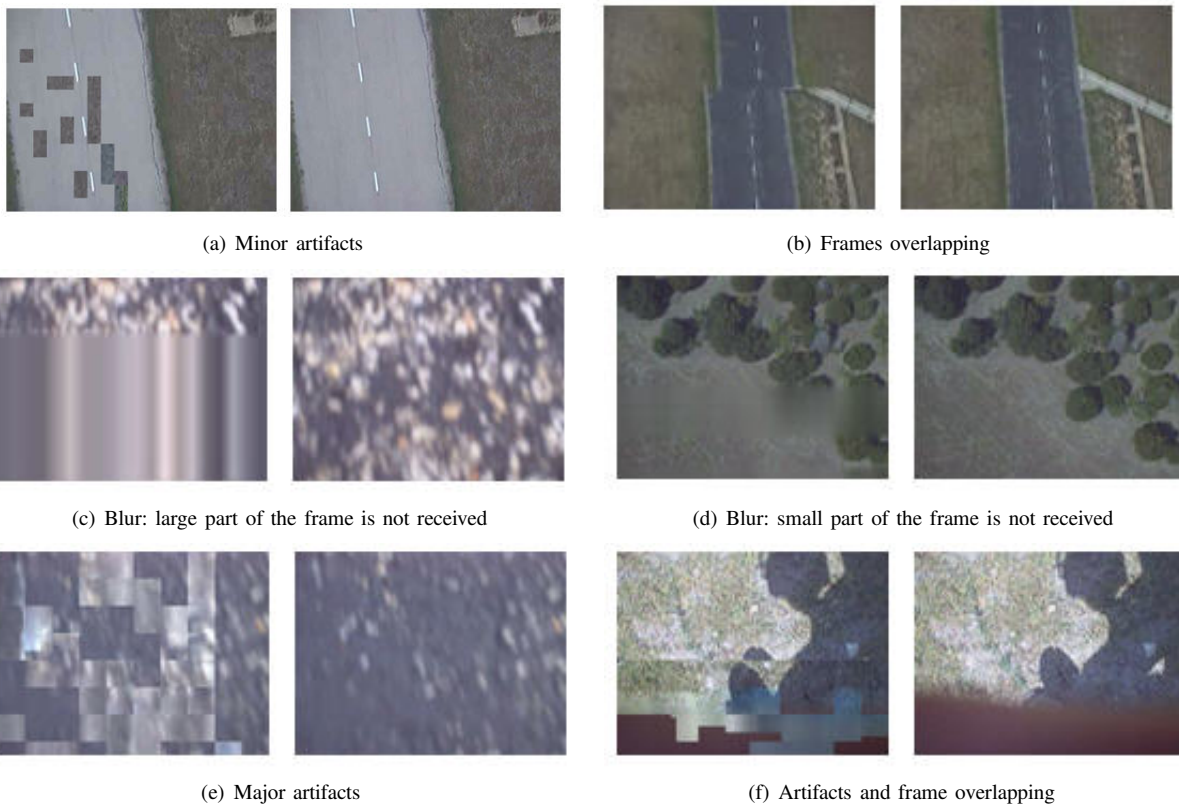 (a) Minor artifacts
(b) Frames overlapping
(c) Blur: large part of the frame is not received
(d) Blur: small part of the frame is not received
(e) Major artifacts
(f) Artifacts and frame overlapping